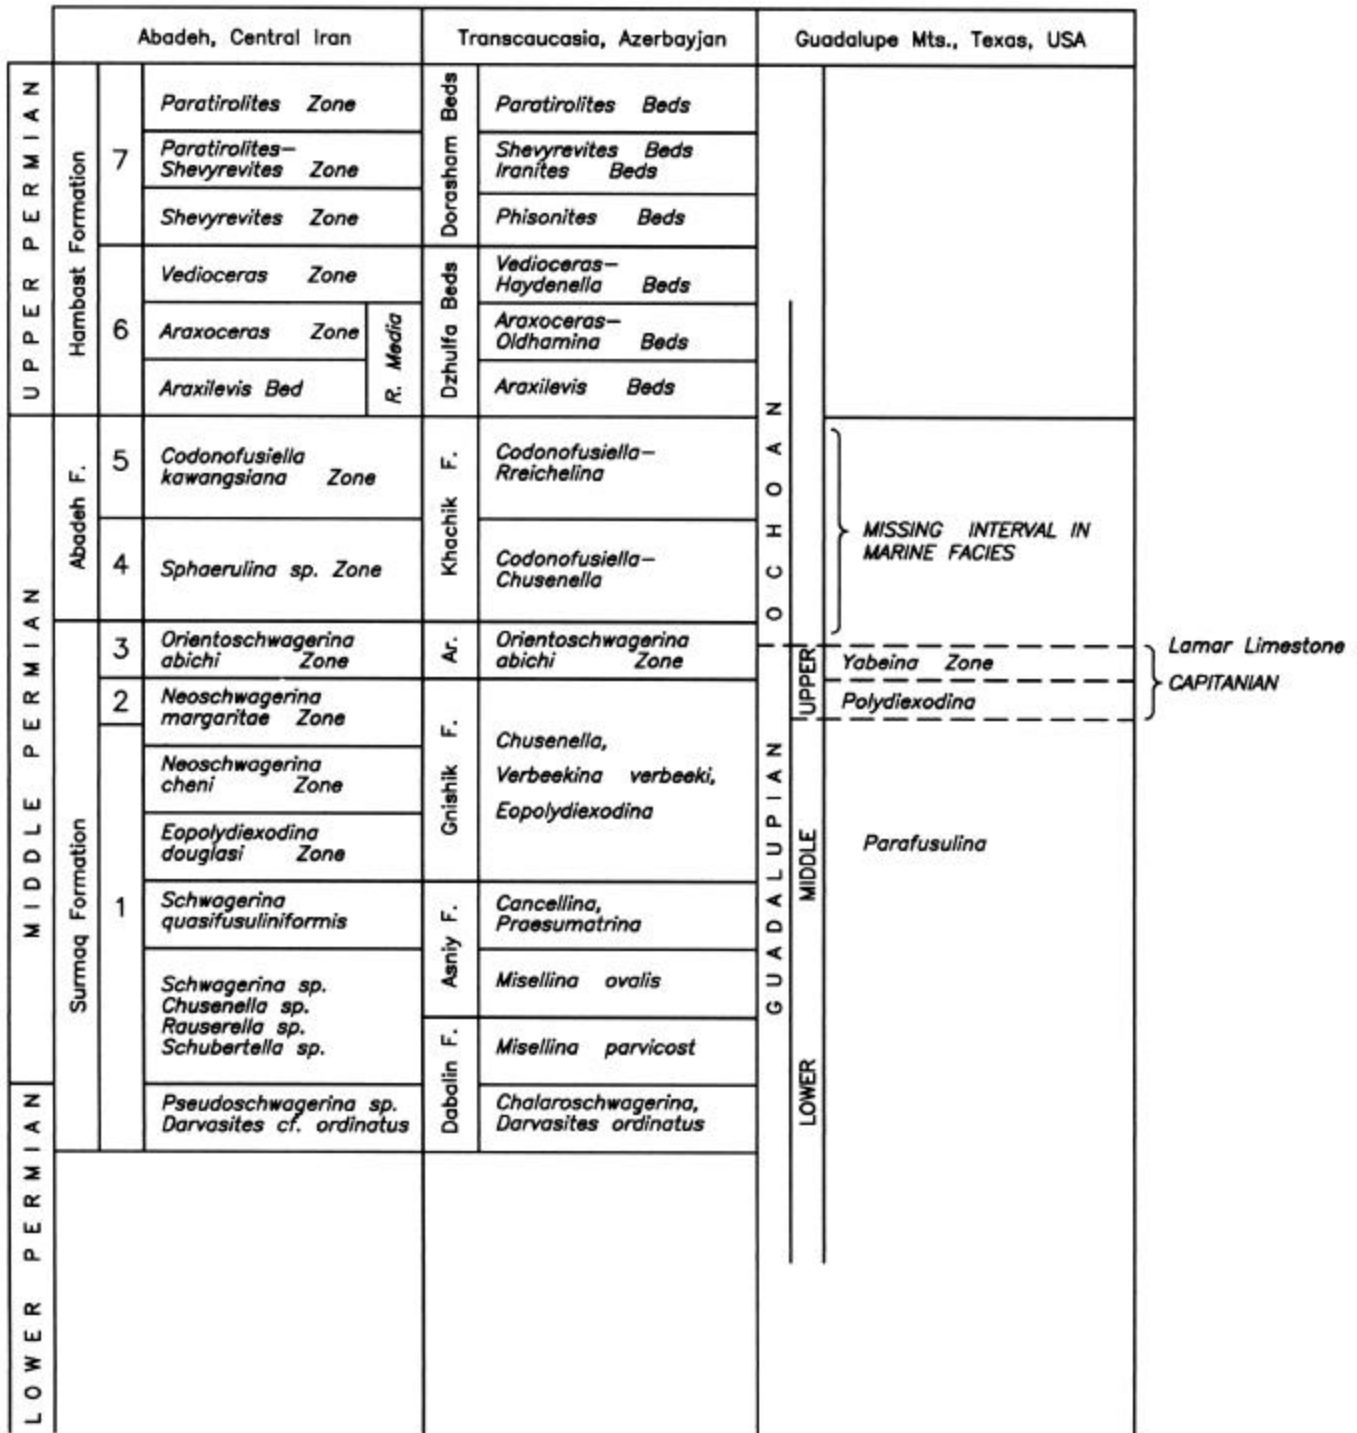 Abadeh, Central Iran
Transcaucasia, Azerbayjan
Guadalupe Mts., Texas, USA
UPPER PERMIAN
MIDDLE PERMIAN
LOWER PERMIAN
Hambast Formation
Abadeh F.
Surmaq Formation
7
6
5
4
3
2
1
Paratirolites Zone
Paratirolites-
Shevyrevites Zone
Shevyrevites Zone
Vedioceras Zone
Araxoceras Zone
Araxilevis Bed
R. Media
Codonofusiella
kawangsiana Zone
Sphaerulina sp. Zone
Orientoschwagerina
abichi Zone
Neoschwagerina
margaritae Zone
Neoschwagerina
cheni Zone
Eopolydiexodina
douglasi Zone
Schwagerina
quasifusuliniformis
Schwagerina sp.
Chusenella sp.
Rauserella sp.
Schubertella sp.
Pseudoschwagerina sp.
Darvasites cf. ordinatus
Dorasham Beds
Dzhulfa Beds
Khachik F.
Ar.
Gnishik F.
Asniy F.
Dabalin F.
Paratirolites Beds
Shevyrevites Beds
Iranites Beds
Phisonites Beds
Vedioceras-
Haydenella Beds
Araxoceras-
Oldhamina Beds
Araxilevis Beds
Codonofusiella-
Rreichelina
Codonofusiella-
Chusenella
Orientoschwagerina
abichi Zone
Chusenella,
Verbeekina verbeeki,
Eopolydiexodina
Cancellina,
Praesumatrina
Misellina ovalis
Misellina parvicost
Chalaroschwagerina,
Darvasites ordinatus
OCHOAN
GUADALUPIAN
UPPER
MIDDLE
LOWER
MISSING INTERVAL IN
MARINE FACIES
Yabeina Zone
Polydiexodina
Parafusulina
Lamar Limestone
CAPITANIAN